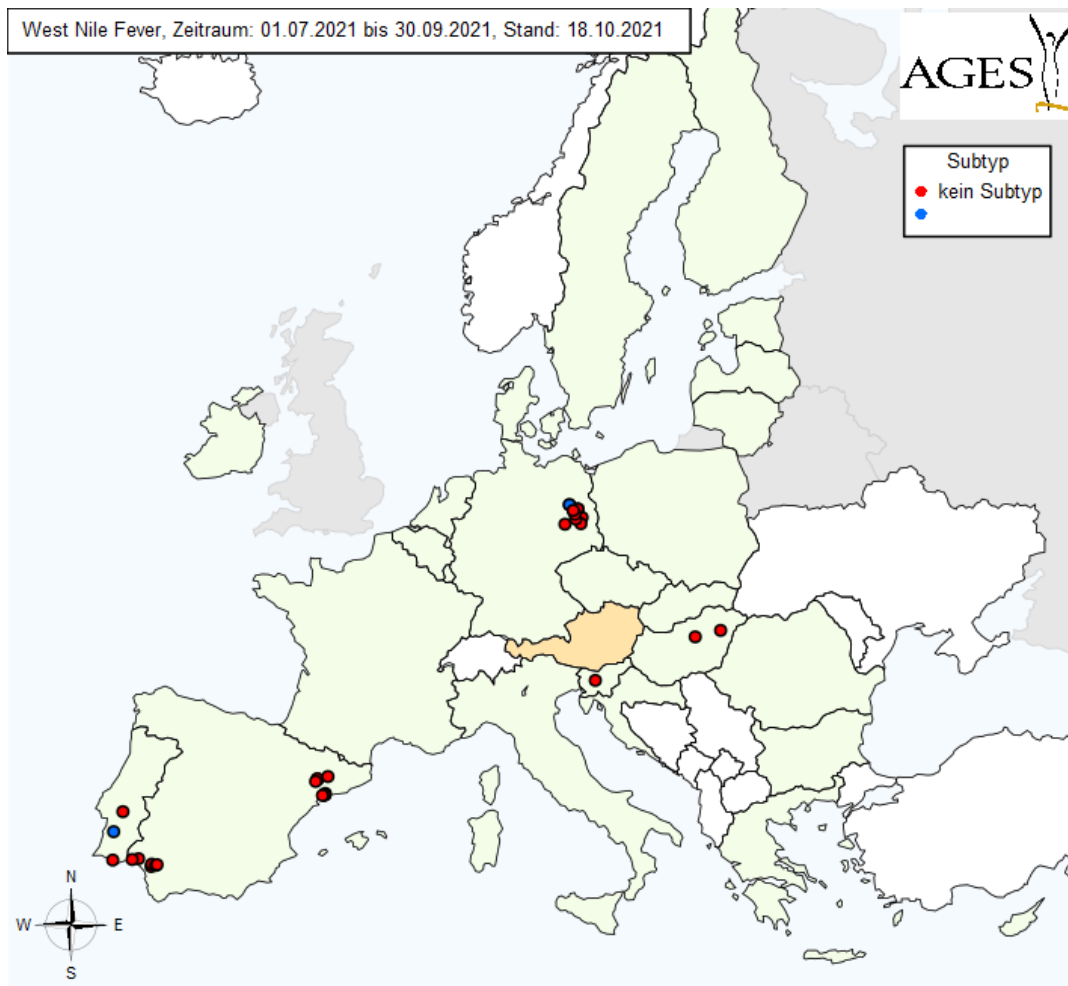 West Nile Fever, Zeitraum: 01.07.2021 bis 30.09.2021, Stand: 18.10.2021
AGES
Subtyp
kein Subtyp
N
W E
S